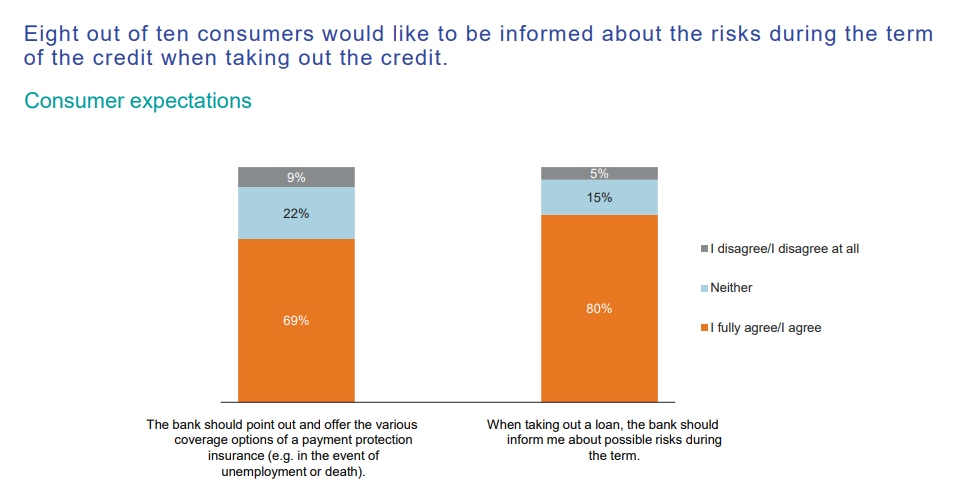 Eight out of ten consumers would like to be informed about the risks during the term
of the credit when taking out the credit.
Consumer expectations
9%
22%
69%
5%
15%
80%
I disagree/I disagree at all
Neither
I fully agree/I agree
The bank should point out and offer the various
coverage options of a payment protection
insurance (e.g. in the event of
unemployment or death).
When taking out a loan, the bank should
inform me about possible risks during
the term.